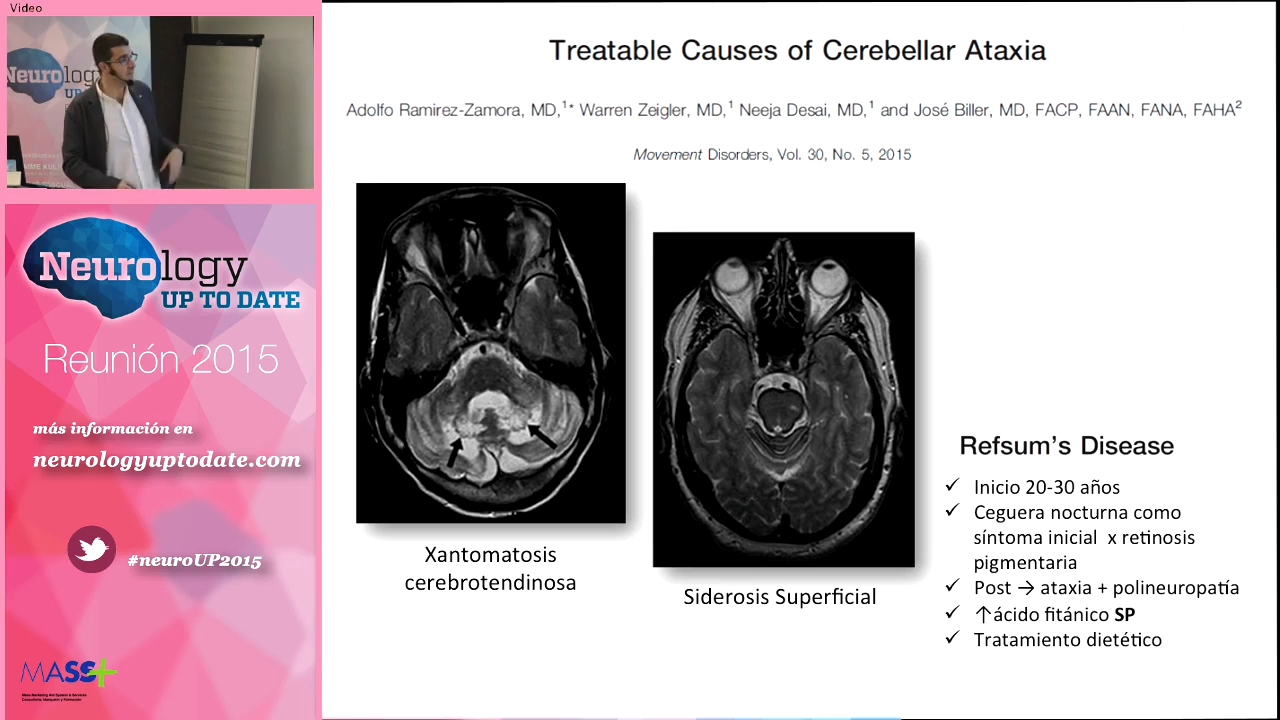 Video
Neurology
UP
Neurology
UP TO DATE
Reunión 2015
más información en
neurologyuptodate.com
#neuroUP2015
MASS+
Treatable Causes of Cerebellar Ataxia
Adolfo Ramirez-Zamora, MD,¹* Warren Zeigler, MD,¹ Neeja Desai, MD,¹ and José Biller, MD, FACP, FAAN, FANA, FAHA²
Movement Disorders, Vol. 30, No. 5, 2015
Xantomatosis
cerebrotendinosa
Siderosis Superficial
Refsum's Disease
✓ Inicio 20-30 años
✓ Ceguera nocturna como
síntoma inicial x retinosis
pigmentaria
✓ Post → ataxia + polineuropatía
✓ ↑ácido fitánico SP
✓ Tratamiento dietético